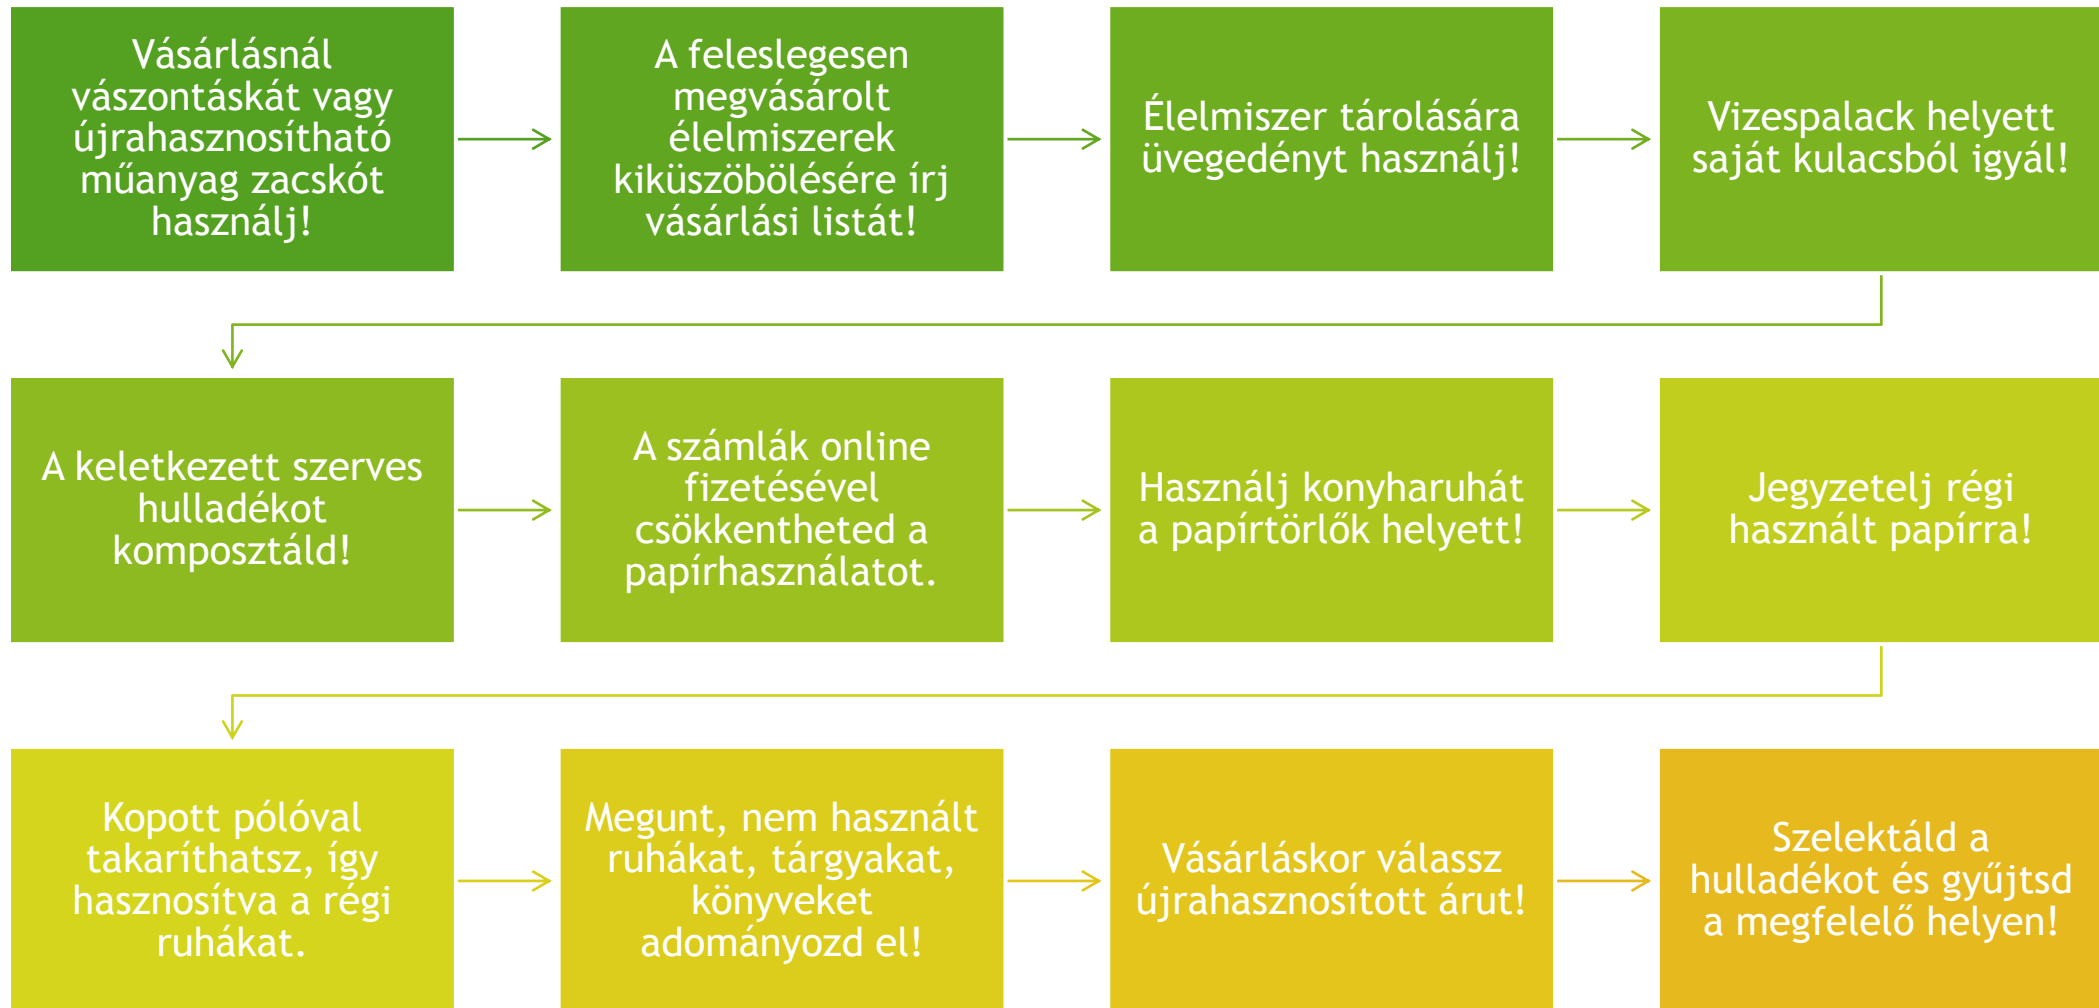 Vásárlásnál
vászontáskát vagy
újrahasznosítható
műanyag zacskót
használj!
A feleslegesen
megvásárolt
élelmiszerek
kiküszöbölésére írj
vásárlási listát!
Élelmiszer tárolására
üvegedényt használj!
Vizespalack helyett
saját kulacsból igyál!
A keletkezett szerves
hulladékot
komposztáld!
A számlák online
fizetésével
csökkentheted a
papírhasználatot.
Használj konyharuhát
a papírtörlők helyett!
Jegyzetelj régi
használt papírra!
Kopott pólóval
takaríthatsz, így
hasznosítva a régi
ruhákat.
Megunt, nem használt
ruhákat, tárgyakat,
könyveket
adományozd el!
Vásárláskor válassz
újrahasznosított árut!
Szelektáld a
hulladékot és gyűjtsd
a megfelelő helyen!